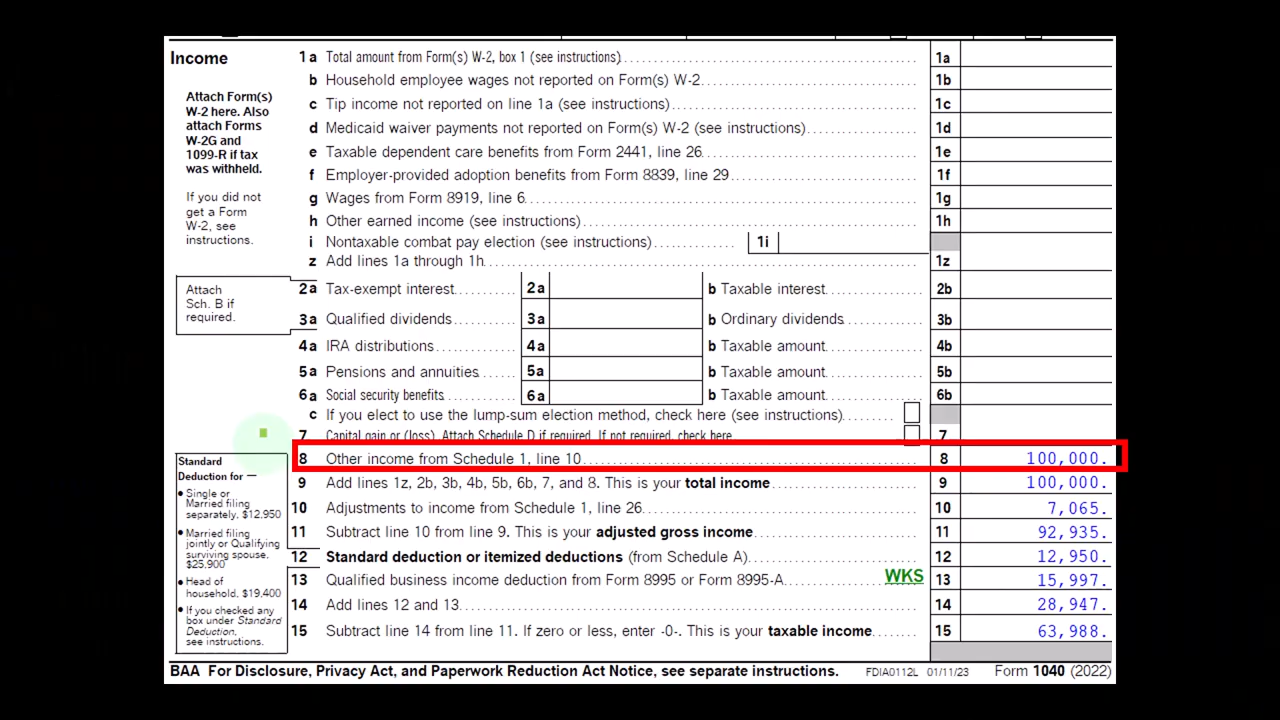 Income
1a Total amount from Form(s) W-2, box 1 (see instructions) 1a
b Household employee wages not reported on Form(s) W-2 1b
c Tip income not reported on line 1a (see instructions) 1c
d Medicaid waiver payments not reported on Form(s) W-2 (see instructions) 1d
e Taxable dependent care benefits from Form 2441, line 26 1e
f Employer-provided adoption benefits from Form 8839, line 29 1f
g Wages from Form 8919, line 6 1g
h Other earned income (see instructions) 1h
i Nontaxable combat pay election (see instructions) 1i
z Add lines 1a through 1h 1z
Attach Form(s)
W-2 here. Also
attach Forms
W-2G and
1099-R if tax
was withheld.
If you did not
get a Form
W-2, see
instructions.
Attach
Sch. B if
required.
2a Tax-exempt interest 2a b Taxable interest 2b
3a Qualified dividends 3a b Ordinary dividends 3b
4a IRA distributions 4a b Taxable amount 4b
5a Pensions and annuities 5a b Taxable amount 5b
6a Social security benefits 6a b Taxable amount 6b
c If you elect to use the lump-sum election method, check here (see instructions)
7 Capital gain or (loss). Attach Schedule D if required. If not required, check here 7
8 Other income from Schedule 1, line 10 8 100,000.
9 Add lines 1z, 2b, 3b, 4b, 5b, 6b, 7, and 8. This is your total income 9 100,000.
10 Adjustments to income from Schedule 1, line 26 10 7,065.
11 Subtract line 10 from line 9. This is your adjusted gross income 11 92,935.
12 Standard deduction or itemized deductions (from Schedule A) 12 12,950.
13 Qualified business income deduction from Form 8995 or Form 8995-A WKS 13 15,997.
14 Add lines 12 and 13 14 28,947.
15 Subtract line 14 from line 11. If zero or less, enter -0-. This is your taxable income 15 63,988.
Standard
Deduction for —
• Single or
Married filing
separately, $12,950
• Married filing
jointly or Qualifying
surviving spouse,
$25,900
• Head of
household, $19,400
• If you checked any
box under Standard
Deduction,
see instructions.
BAA For Disclosure, Privacy Act, and Paperwork Reduction Act Notice, see separate instructions. FDIA0112L 01/11/23 Form 1040 (2022)